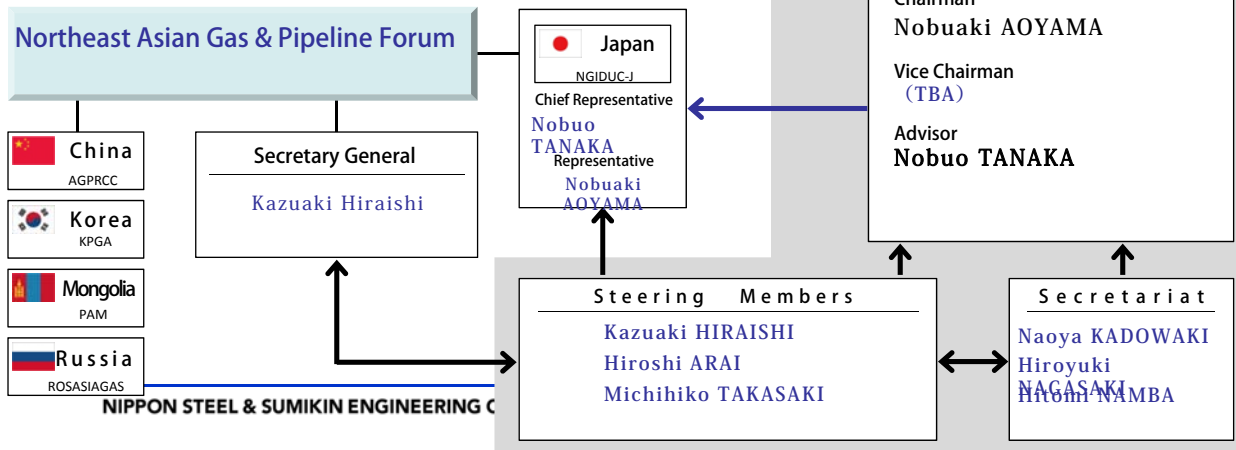 Northeast Asian Gas & Pipeline Forum
China
AGPRCC
Korea
KPGA
Mongolia
PAM
Russia
ROSASIAGAS
Secretary General
Kazuaki Hiraishi
Japan
NGIDUC-J
Chief Representative
Nobuo
TANAKA
Representative
Nobuaki
AOYAMA
Chairman
Nobuaki AOYAMA
Vice Chairman
（TBA）
Advisor
Nobuo TANAKA
Steering Members
Kazuaki HIRAISHI
Hiroshi ARAI
Michihiko TAKASAKI
Secretariat
Naoya KADOWAKI
Hiroyuki
NAGASAKI
Hitomi NAMBA
NIPPON STEEL & SUMIKIN ENGINEERING